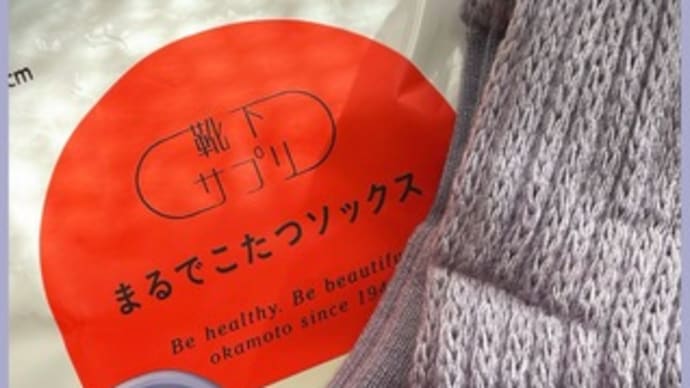 cm
靴下
サプリ
まるでこたつソックス
Be healthy. Be beautifu
okamoto since 194